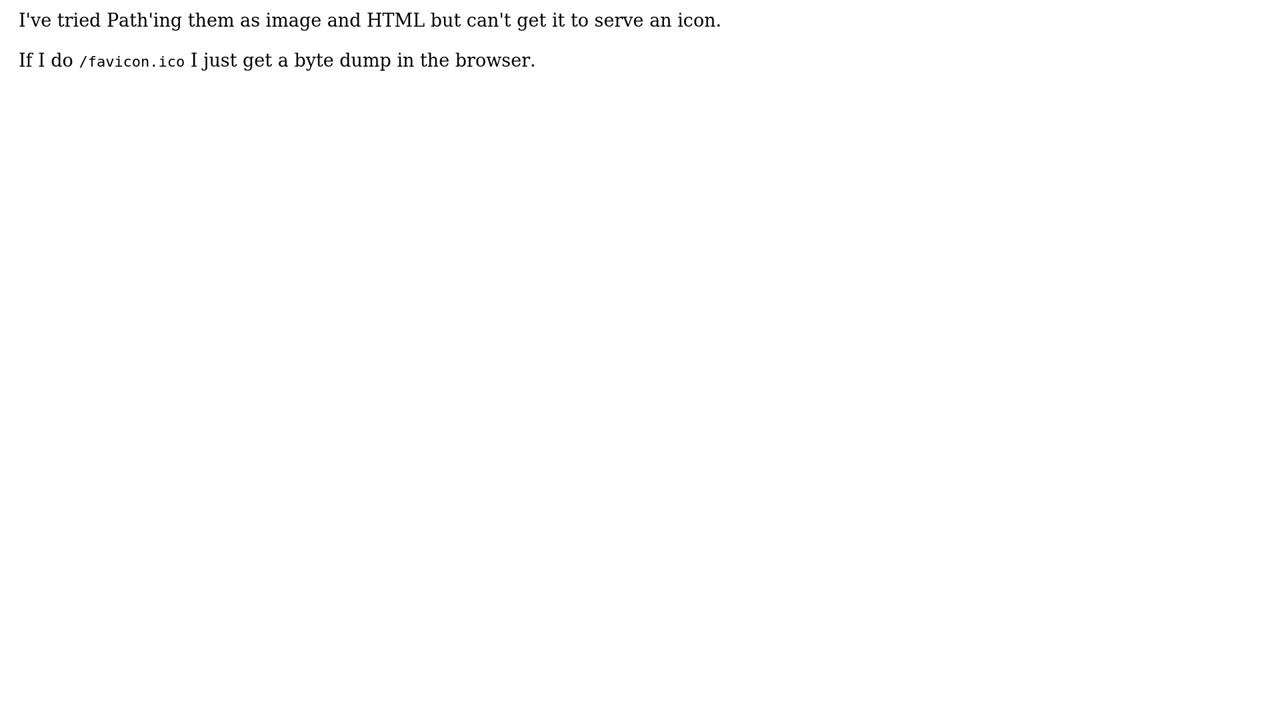 I've tried Path'ing them as image and HTML but can't get it to serve an icon.
If I do /favicon.ico I just get a byte dump in the browser.